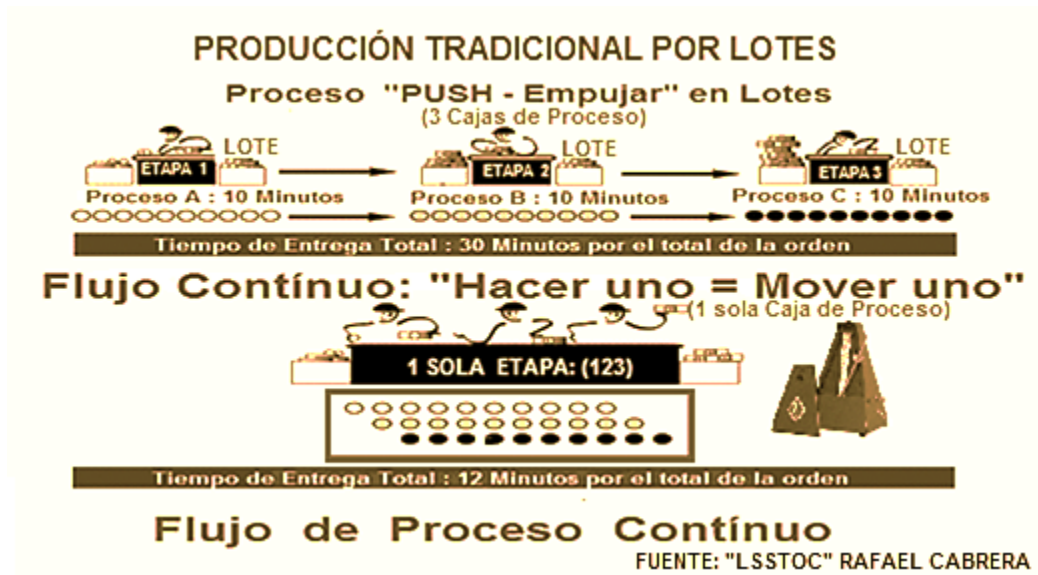 PRODUCCIÓN TRADICIONAL POR LOTES
Proceso "PUSH - Empujar" en Lotes
(3 Cajas de Proceso)
LOTE LOTE LOTE
ETAPA 1 ETAPA 2 ETAPA 3
Proceso A : 10 Minutos Proceso B : 10 Minutos Proceso C : 10 Minutos
Tiempo de Entrega Total : 30 Minutos por el total de la orden
Flujo Contínuo: "Hacer uno = Mover uno"
(1 sola Caja de Proceso)
1 SOLA ETAPA: (123)
Tiempo de Entrega Total : 12 Minutos por el total de la orden
Flujo de Proceso Contínuo
FUENTE: "LSSTOC" RAFAEL CABRERA